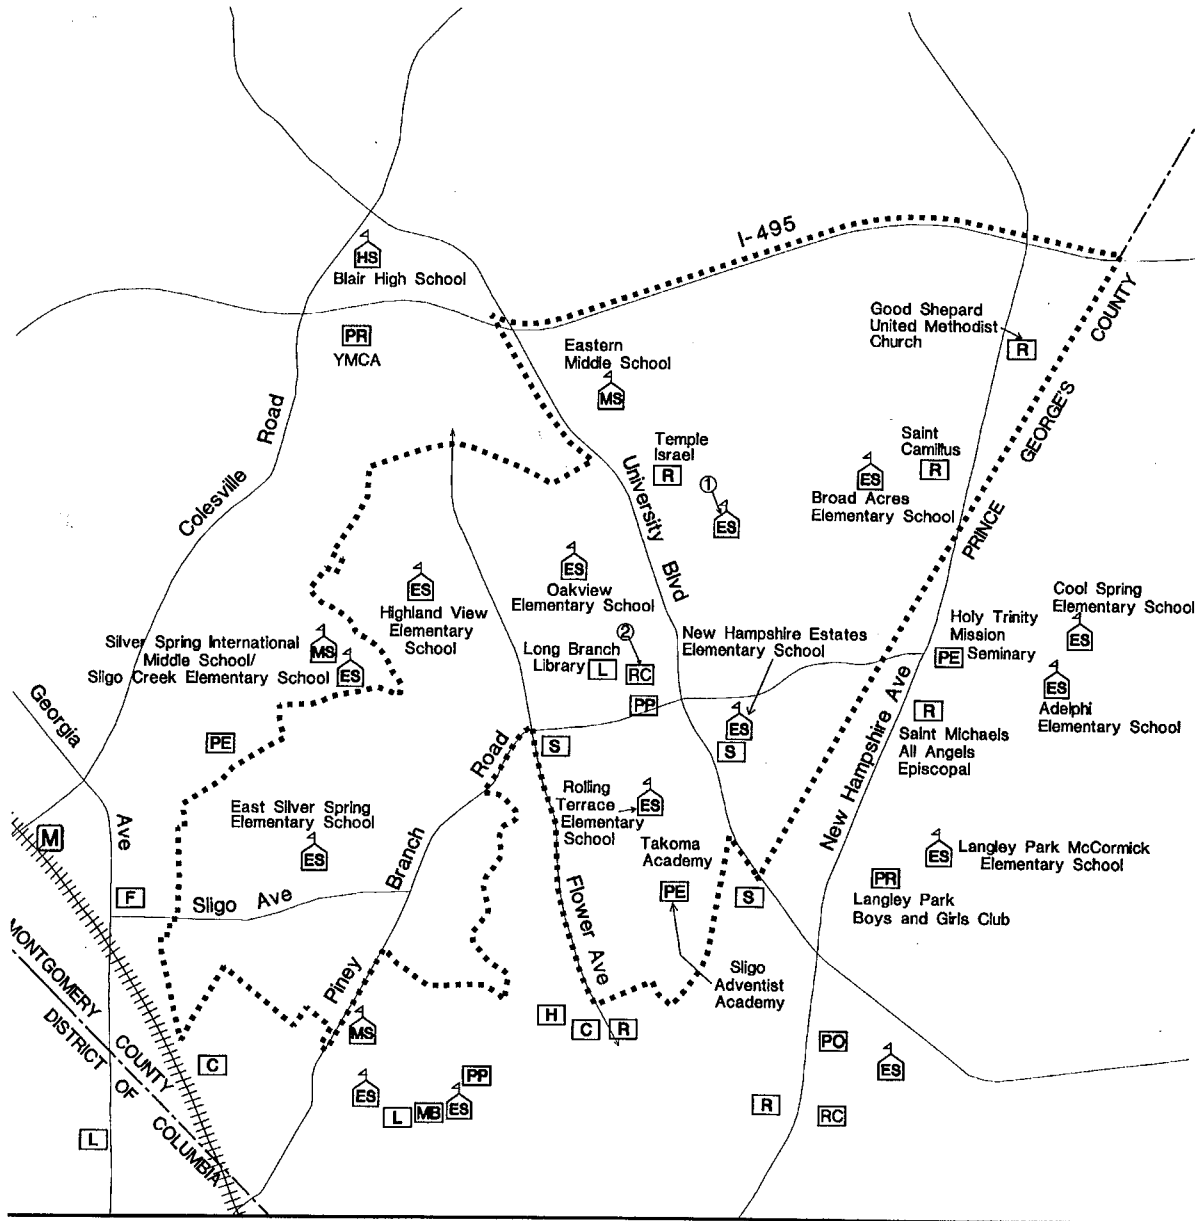 I-495
HS
Blair High School
PR
YMCA
Good Shepard
United Methodist
Church
R
COUNTY
GEORGE'S
PRINCE
Eastern
Middle School
MS
Colesville
Road
Temple
Israel
R
1
ES
University
Blvd
Saint
Camillus
R
ES
Broad Acres
Elementary School
ES
Highland View
Elementary
School
ES
Oakview
Elementary School
Cool Spring
Elementary School
ES
Holy Trinity
Mission
Seminary
PE
Silver Spring International
Middle School/
Sligo Creek Elementary School
MS
ES
2
Long Branch
Library
L
RC
PP
New Hampshire Estates
Elementary School
ES
S
ES
Adelphi
Elementary School
R
Saint Michaels
All Angels
Episcopal
Georgia
Ave
PE
S
Piney
Branch
Road
Rolling
Terrace
Elementary
School
ES
New Hampshire Ave
M
East Silver Spring
Elementary School
ES
Takoma
Academy
PE
ES
Langley Park McCormick
Elementary School
F
Sligo Ave
Flower Ave
S
PR
Langley Park
Boys and Girls Club
Sligo
Adventist
Academy
MONTGOMERY COUNTY
DISTRICT OF COLUMBIA
MS
H
C
R
C
PO
ES
ES
L
MB
ES
PP
R
RC
L